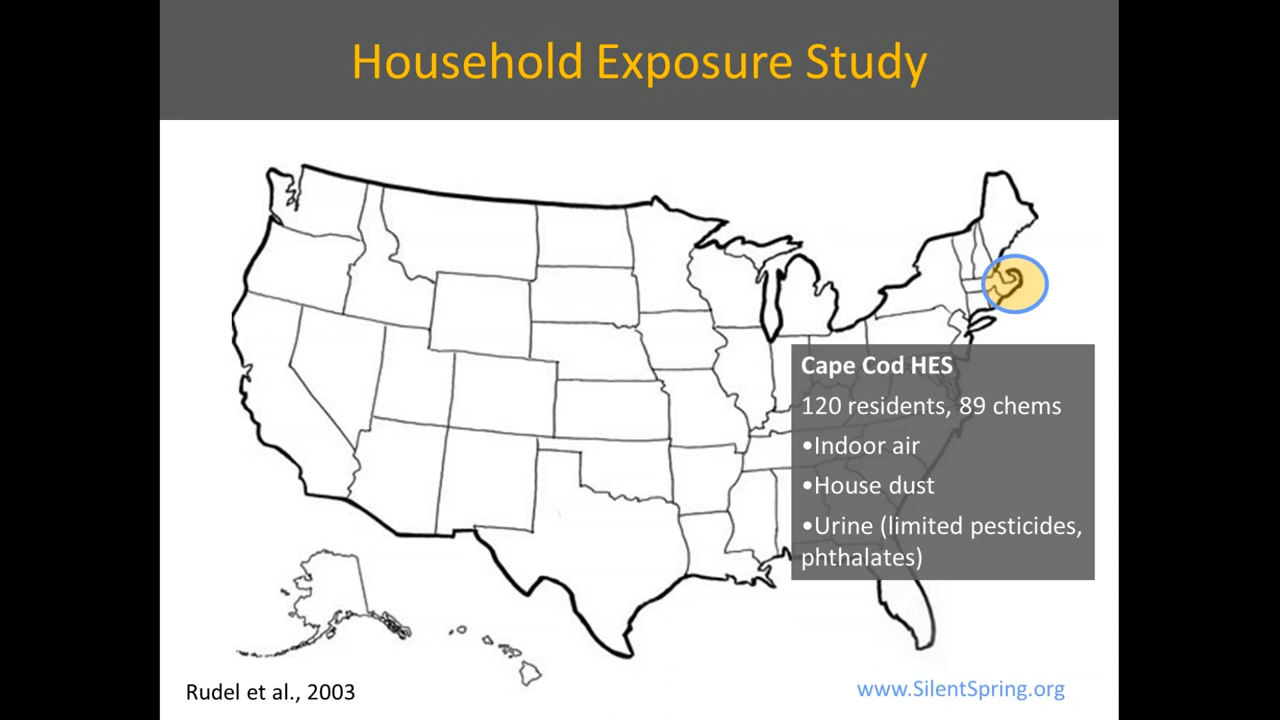 Household Exposure Study
Cape Cod HES
120 residents, 89 chems
•Indoor air
•House dust
•Urine (limited pesticides,
phthalates)
Rudel et al., 2003
www.SilentSpring.org